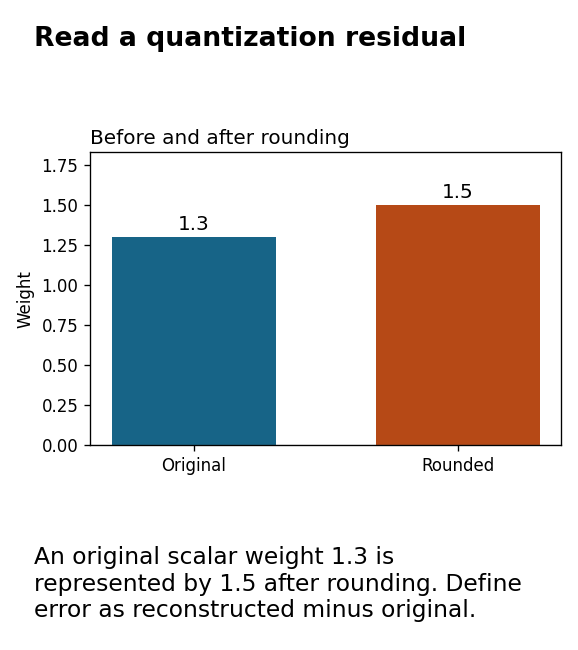 Read a quantization residual
Before and after rounding
1.75
1.50
1.25
1.00
0.75
0.50
0.25
0.00
Weight
1.3
1.5
Original
Rounded
An original scalar weight 1.3 is
represented by 1.5 after rounding. Define
error as reconstructed minus original.